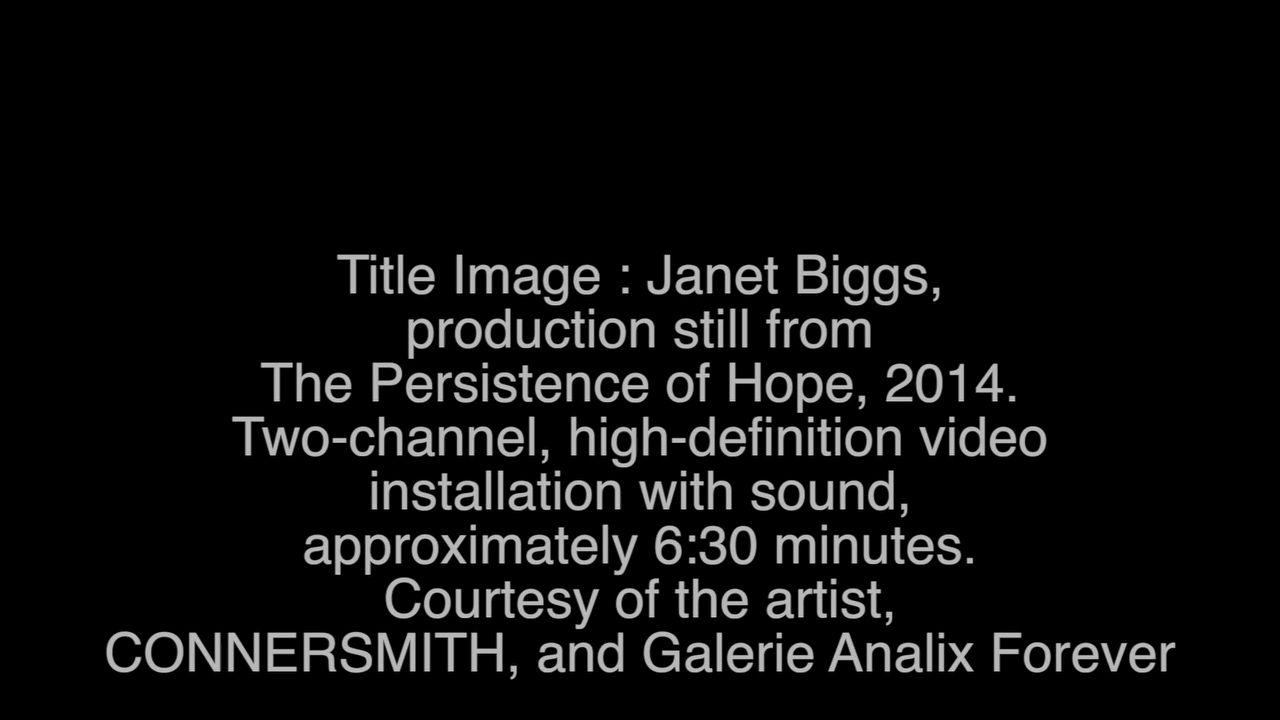 Title Image : Janet Biggs,
production still from
The Persistence of Hope, 2014.
Two-channel, high-definition video
installation with sound,
approximately 6:30 minutes.
Courtesy of the artist,
CONNERSMITH, and Galerie Analix Forever